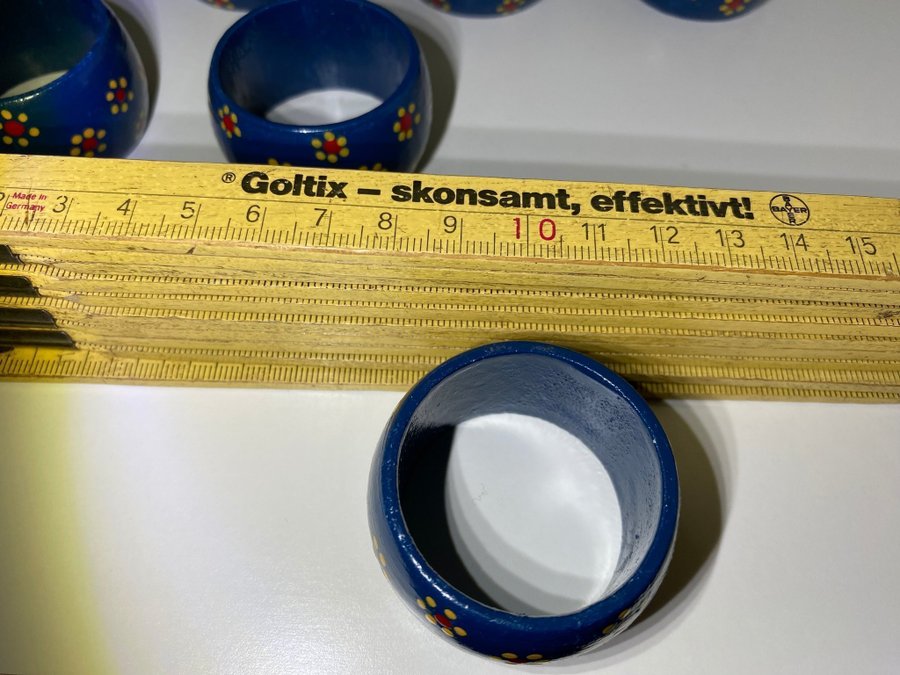 ® Goltix – skonsamt, effektivt!
BAYER
Made in
Germany
3 4 5 6 7 8 9 10 11 12 13 14 15